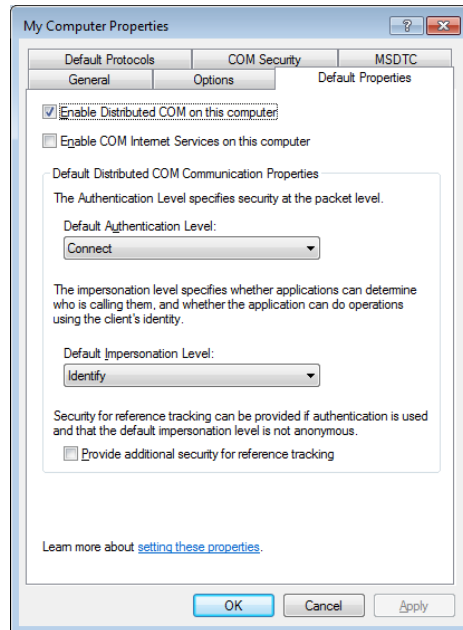 My Computer Properties
Default Protocols
COM Security
MSDTC
General
Options
Default Properties
Enable Distributed COM on this computer
Enable COM Internet Services on this computer
Default Distributed COM Communication Properties
The Authentication Level specifies security at the packet level.
Default Authentication Level:
Connect
The impersonation level specifies whether applications can determine
who is calling them, and whether the application can do operations
using the client's identity.
Default Impersonation Level:
Identify
Security for reference tracking can be provided if authentication is used
and that the default impersonation level is not anonymous.
Provide additional security for reference tracking
Learn more about setting these properties.
OK
Cancel
Apply